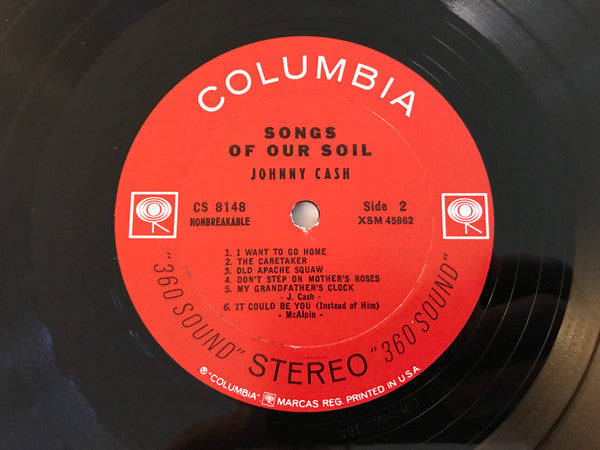 COLUMBIA
SONGS
OF OUR SOIL
JOHNNY CASH
CS 8148
NONBREAKABLE
Side 2
XSM 45862
1. I WANT TO GO HOME
2. THE CARETAKER
3. OLD APACHE SQUAW
4. DON'T STEP ON MOTHER'S ROSES
5. MY GRANDFATHER'S CLOCK
- J. Cash -
6. IT COULD BE YOU (Instead of Him)
- McAlpin -
"360 SOUND" STEREO "360 SOUND"
® "COLUMBIA" MARCAS REG. PRINTED IN U.S.A.